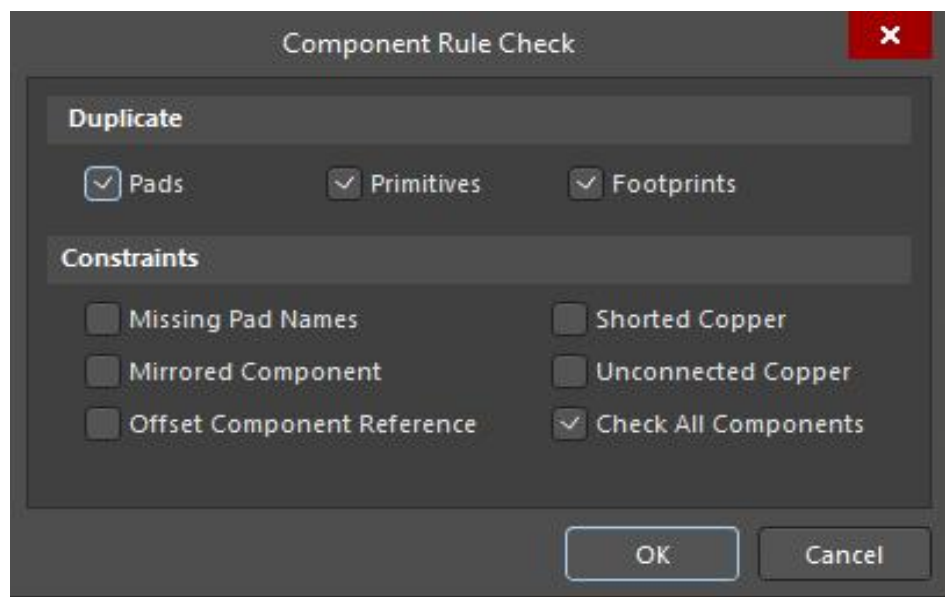 Component Rule Check
Duplicate
Pads Primitives Footprints
Constraints
Missing Pad Names Shorted Copper
Mirrored Component Unconnected Copper
Offset Component Reference Check All Components
OK Cancel